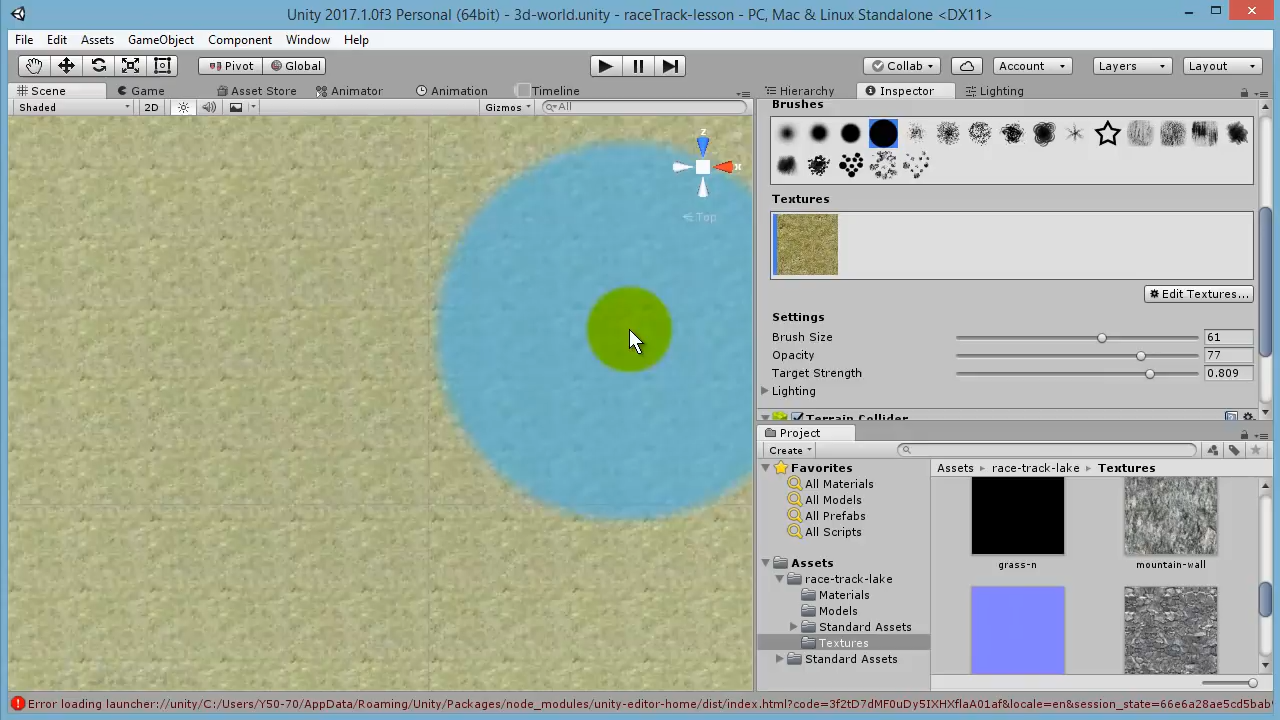 Unity 2017.1.0f3 Personal (64bit) - 3d-world.unity - raceTrack-lesson - PC, Mac & Linux Standalone <DX11>
File Edit Assets GameObject Component Window Help
Pivot Global Collab Account Layers Layout
Scene Game Asset Store Animator Animation Timeline Hierarchy Inspector Lighting
Shaded 2D Gizmos All
Brushes
z
x
Top
Textures
Edit Textures...
Settings
Brush Size 61
Opacity 77
Target Strength 0.809
Lighting
Terrain Collider
Project
Create
Favorites
All Materials
All Models
All Prefabs
All Scripts
Assets
race-track-lake
Materials
Models
Standard Assets
Textures
Standard Assets
Assets race-track-lake Textures
grass-n mountain-wall
Error loading launcher://unity/C:/Users/Y50-70/AppData/Roaming/Unity/Packages/node_modules/unity-editor-home/dist/index.html?code=3f2tD7dMF0uDy5IXHXflaA01af&locale=en&session_state=66e6a28ae5cd5bab